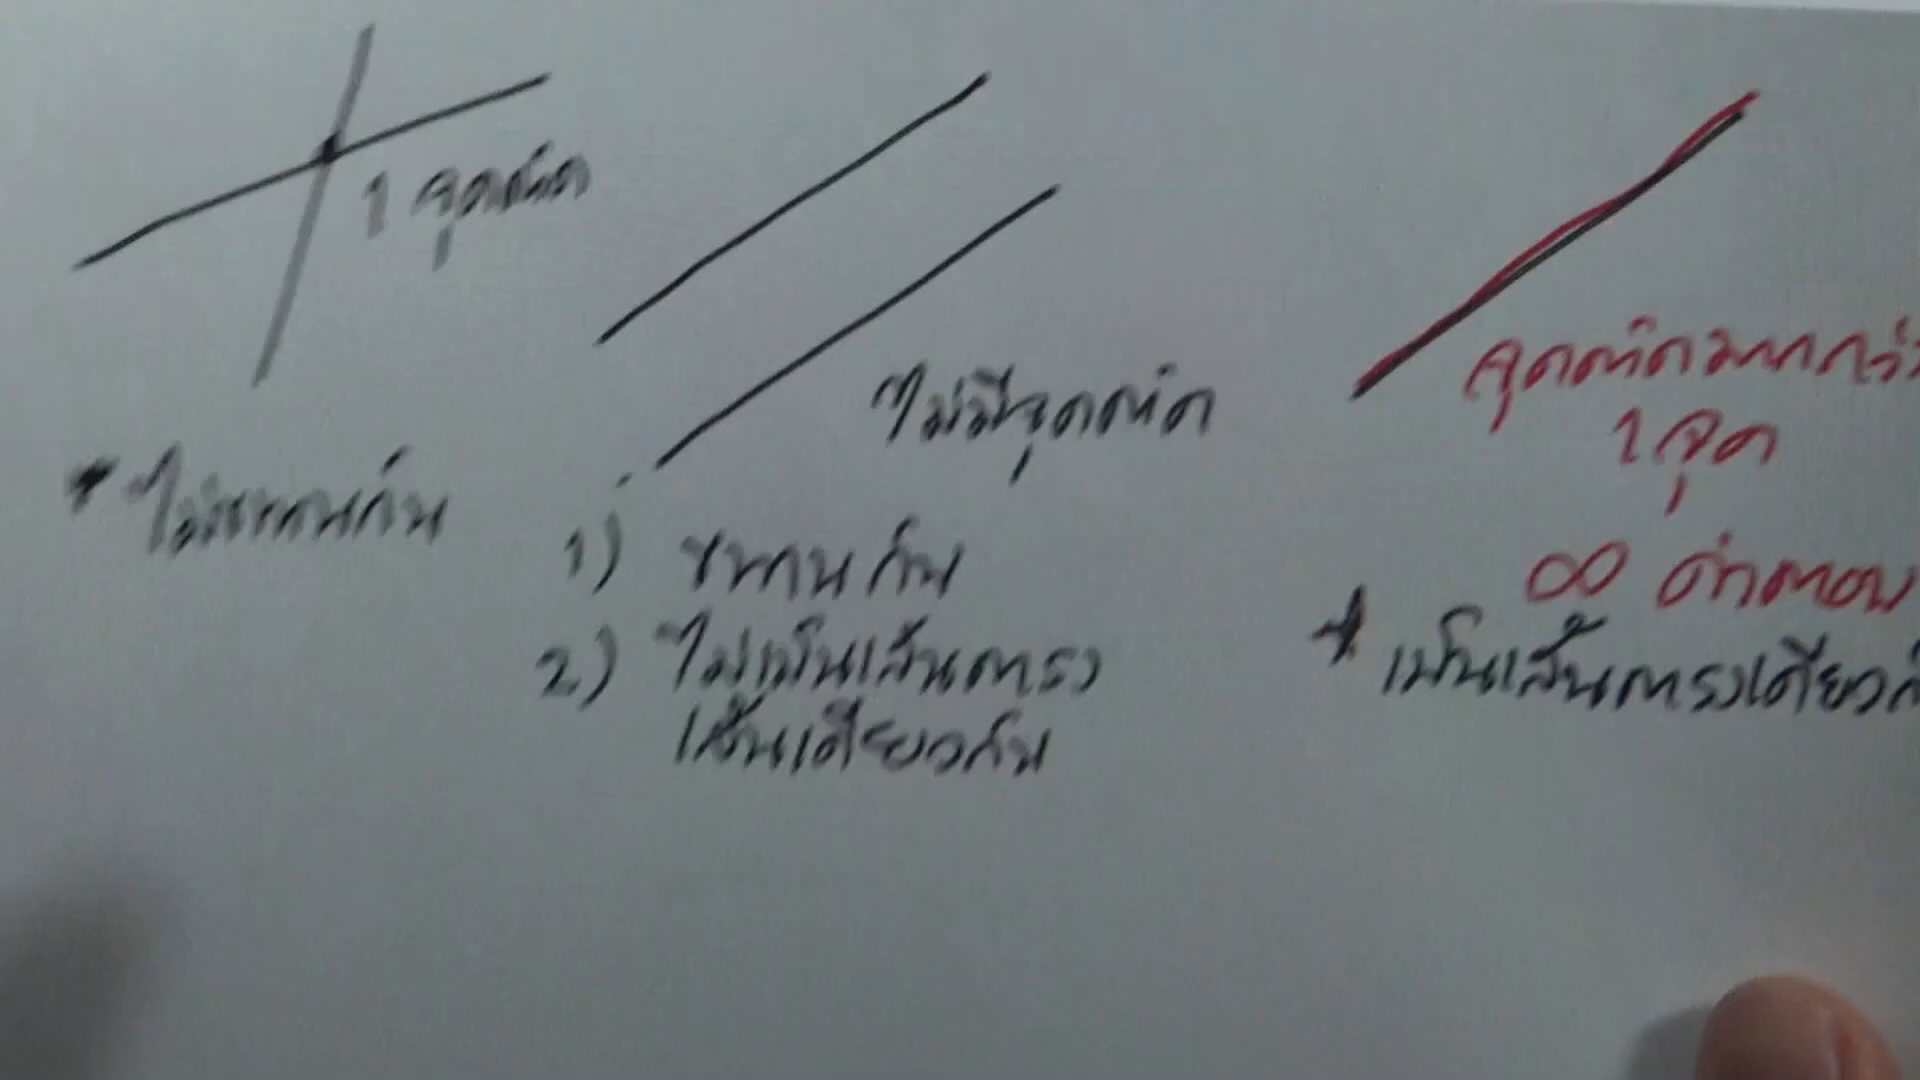 1 จุดตัด
* ไม่ขนานกัน
ไม่มีจุดตัด
1) ขนานกัน
2) ไม่เป็นเส้นตรง
เส้นเดียวกัน
จุดตัดมากกว่า
1 จุด
∞ คำตอบ
* เป็นเส้นตรงเดียวกั